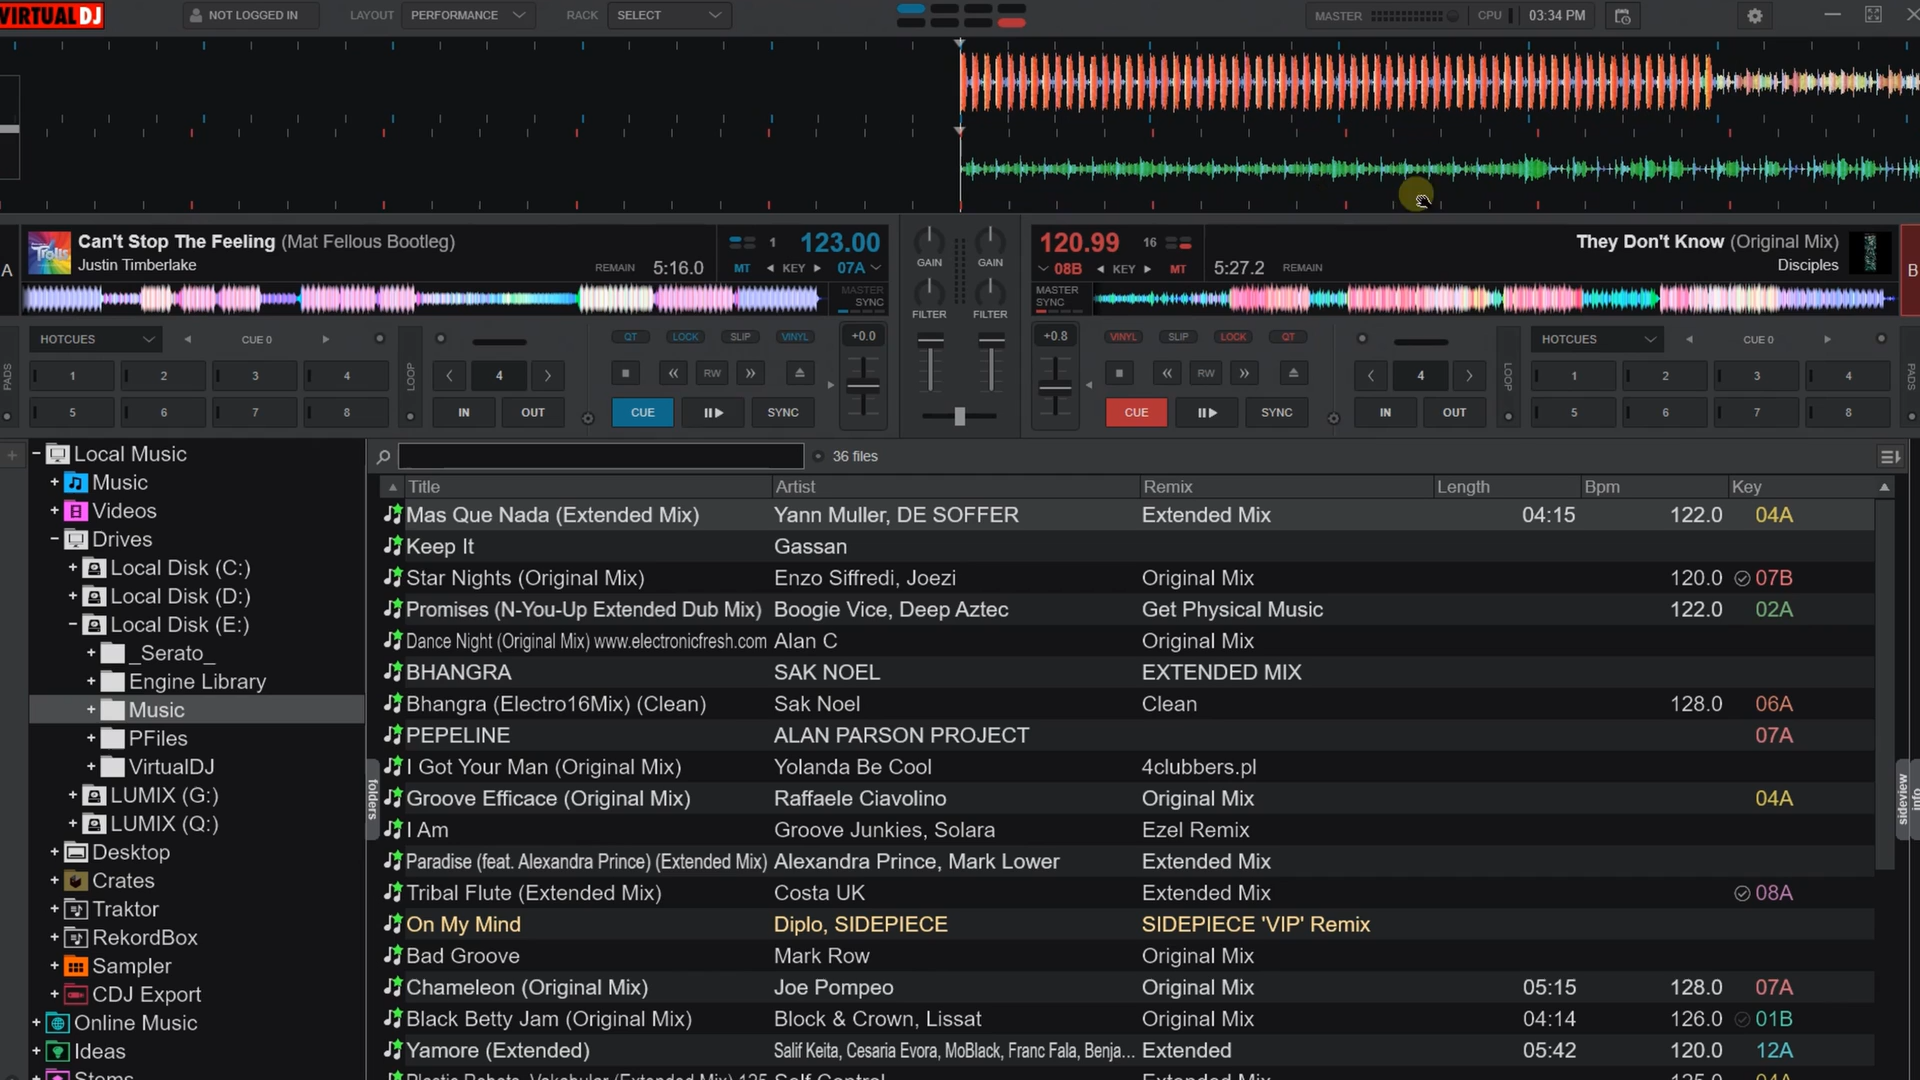 VIRTUAL DJ
NOT LOGGED IN
LAYOUT PERFORMANCE
RACK SELECT
MASTER
CPU
03:34 PM
A
Can't Stop The Feeling (Mat Fellous Bootleg)
Justin Timberlake
REMAIN 5:16.0
1 123.00
MT KEY 07A
MASTER SYNC
GAIN GAIN
FILTER FILTER
120.99 16
08B KEY MT
5:27.2 REMAIN
MASTER SYNC
They Don't Know (Original Mix)
Disciples
B
PADS
HOTCUES CUE 0
1 2 3 4
5 6 7 8
LOOP
4
IN OUT
QT LOCK SLIP VINYL
RW
CUE SYNC
+0.0
+0.8
VINYL SLIP LOCK QT
RW
CUE SYNC
4
IN OUT
LOOP
HOTCUES CUE 0
1 2 3 4
5 6 7 8
PADS
Local Music
Music
Videos
Drives
Local Disk (C:)
Local Disk (D:)
Local Disk (E:)
_Serato_
Engine Library
Music
PFiles
VirtualDJ
LUMIX (G:)
LUMIX (Q:)
Desktop
Crates
Traktor
RekordBox
Sampler
CDJ Export
Online Music
Ideas
Stems
folders
36 files
Title Artist Remix Length Bpm Key
Mas Que Nada (Extended Mix) Yann Muller, DE SOFFER Extended Mix 04:15 122.0 04A
Keep It Gassan
Star Nights (Original Mix) Enzo Siffredi, Joezi Original Mix 120.0 07B
Promises (N-You-Up Extended Dub Mix) Boogie Vice, Deep Aztec Get Physical Music 122.0 02A
Dance Night (Original Mix) www.electronicfresh.com Alan C Original Mix
BHANGRA SAK NOEL EXTENDED MIX
Bhangra (Electro16Mix) (Clean) Sak Noel Clean 128.0 06A
PEPELINE ALAN PARSON PROJECT 07A
I Got Your Man (Original Mix) Yolanda Be Cool 4clubbers.pl
Groove Efficace (Original Mix) Raffaele Ciavolino Original Mix 04A
I Am Groove Junkies, Solara Ezel Remix
Paradise (feat. Alexandra Prince) (Extended Mix) Alexandra Prince, Mark Lower Extended Mix
Tribal Flute (Extended Mix) Costa UK Extended Mix 08A
On My Mind Diplo, SIDEPIECE SIDEPIECE 'VIP' Remix
Bad Groove Mark Row Original Mix
Chameleon (Original Mix) Joe Pompeo Original Mix 05:15 128.0 07A
Black Betty Jam (Original Mix) Block & Crown, Lissat Original Mix 04:14 126.0 01B
Yamore (Extended) Salif Keita, Cesaria Evora, MoBlack, Franc Fala, Benja... Extended 05:42 120.0 12A
sideview
info